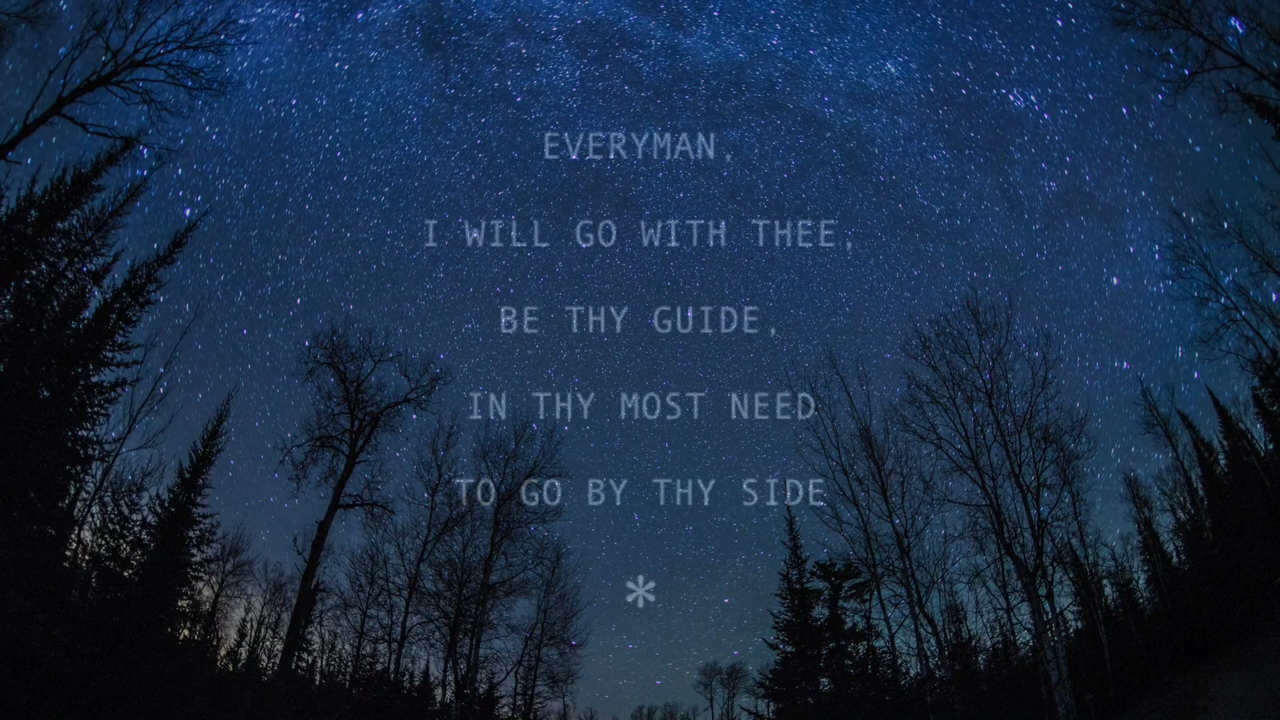 EVERYMAN,
I WILL GO WITH THEE,
BE THY GUIDE,
IN THY MOST NEED
TO GO BY THY SIDE
*